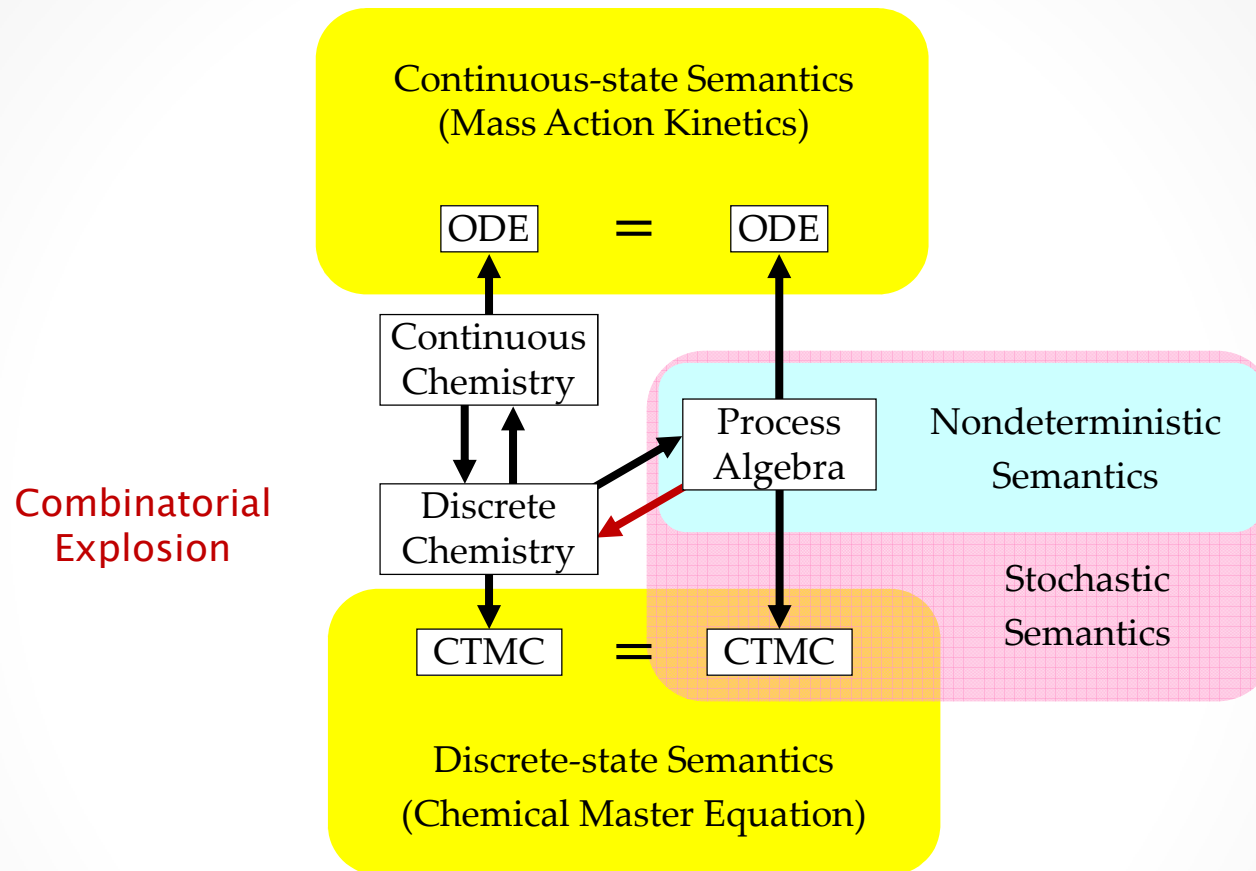 Continuous-state Semantics
(Mass Action Kinetics)
ODE = ODE
Continuous
Chemistry
Process
Algebra
Nondeterministic
Semantics
Combinatorial
Explosion
Discrete
Chemistry
Stochastic
Semantics
CTMC = CTMC
Discrete-state Semantics
(Chemical Master Equation)